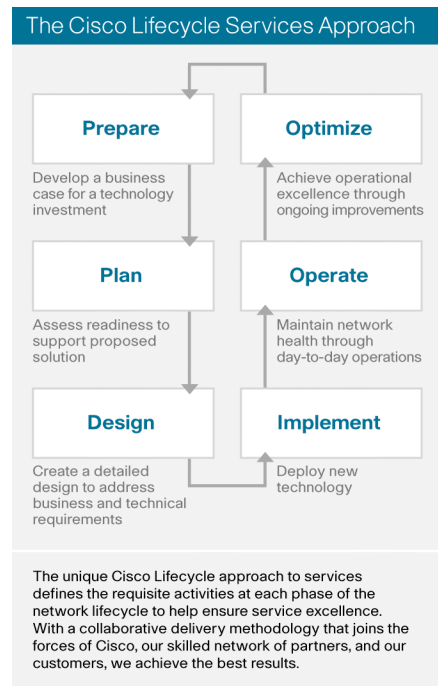 The Cisco Lifecycle Services Approach
Prepare
Develop a business
case for a technology
investment
Plan
Assess readiness to
support proposed
solution
Design
Create a detailed
design to address
business and technical
requirements
Implement
Deploy new
technology
Operate
Maintain network
health through
day-to-day operations
Optimize
Achieve operational
excellence through
ongoing improvements
The unique Cisco Lifecycle approach to services
defines the requisite activities at each phase of the
network lifecycle to help ensure service excellence.
With a collaborative delivery methodology that joins the
forces of Cisco, our skilled network of partners, and our
customers, we achieve the best results.